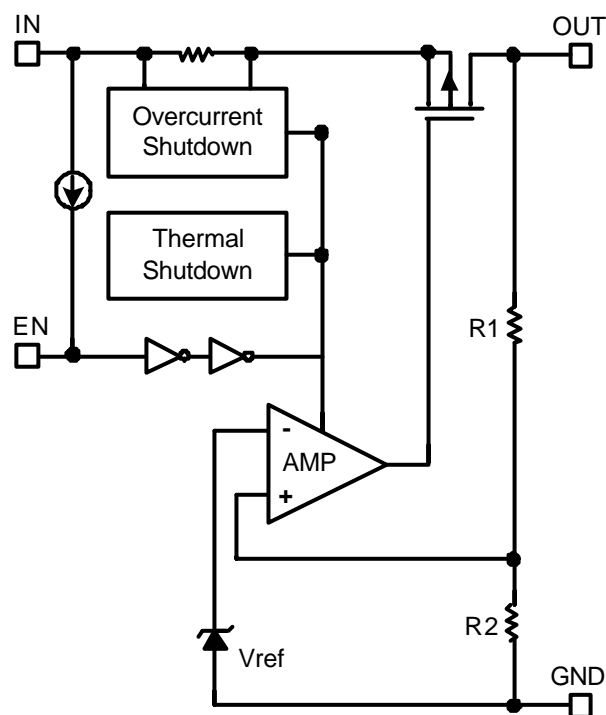 IN
OUT
Overcurrent
Shutdown
Thermal
Shutdown
EN
R1
-
AMP
+
R2
Vref
GND